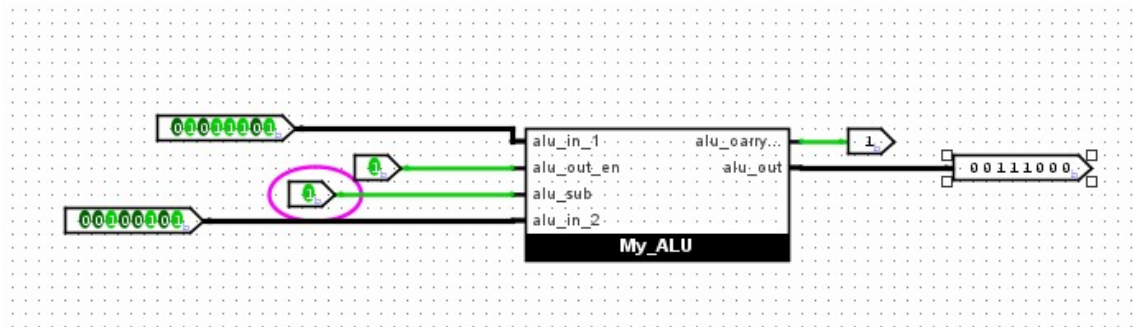 01011101
alu_in_1
alu_carry...
1
1
alu_out_en
alu_out
00111000
1
alu_sub
00100101
alu_in_2
My_ALU